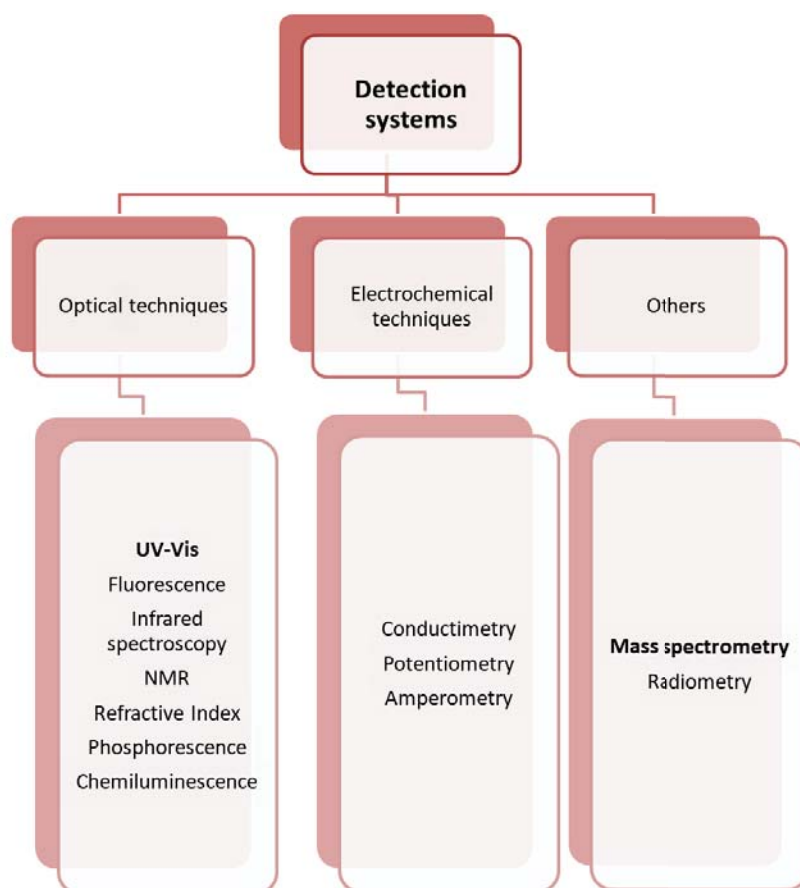 Detection
systems
Optical techniques
Electrochemical
techniques
Others
UV-Vis
Fluorescence
Infrared
spectroscopy
NMR
Refractive Index
Phosphorescence
Chemiluminescence
Conductimetry
Potentiometry
Amperometry
Mass spectrometry
Radiometry